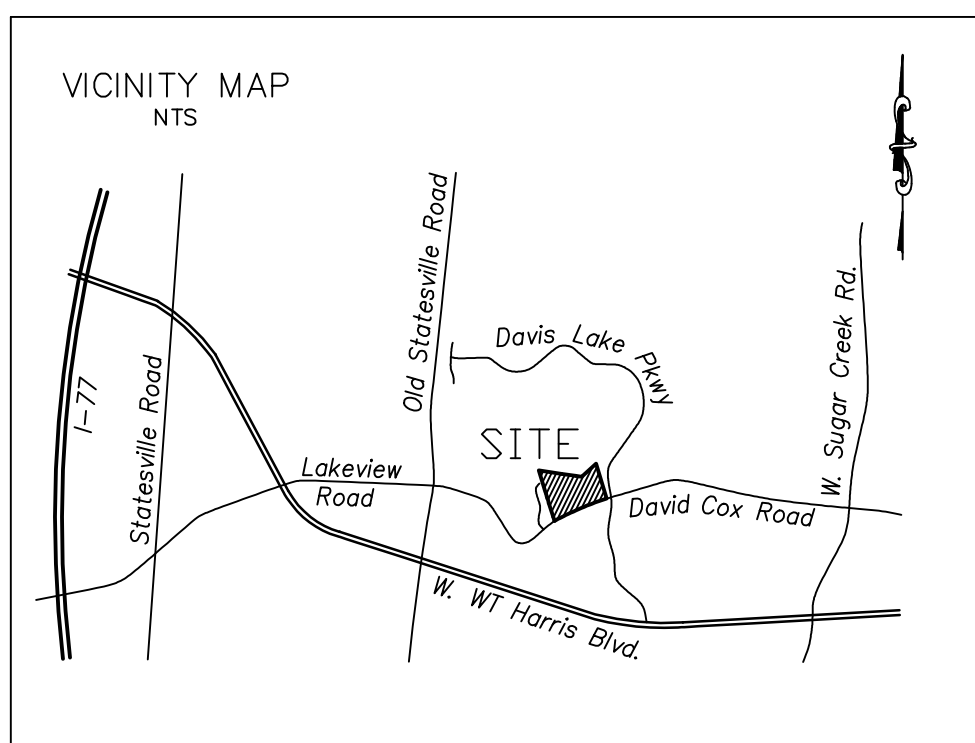 VICINITY MAP
NTS
I-77
Statesville Road
Old Statesville Road
Davis Lake Pkwy
W. Sugar Creek Rd.
SITE
Lakeview
Road
David Cox Road
W. WT Harris Blvd.